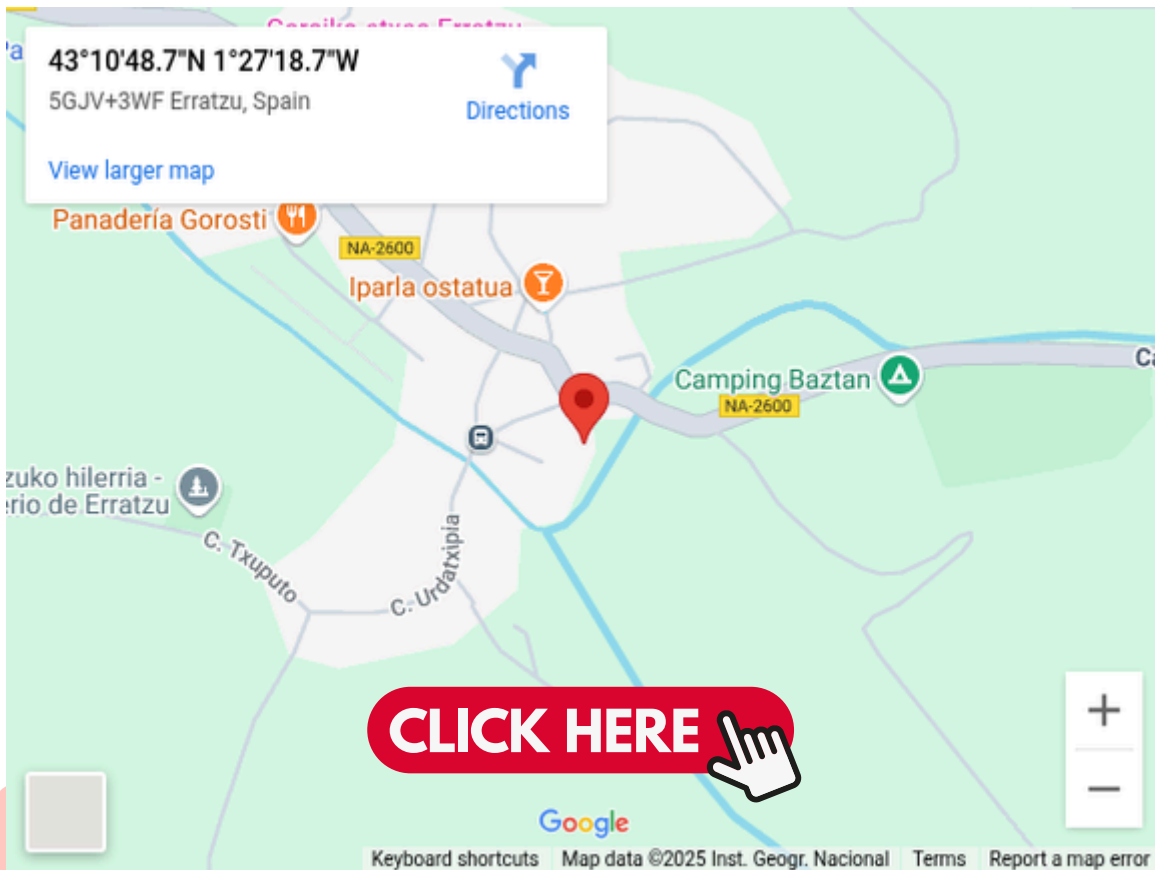 43°10'48.7"N 1°27'18.7"W
5GJV+3WF Erratzu, Spain
Directions
View larger map
Panadería Gorosti
NA-2600
Iparla ostatua
Camping Baztan
NA-2600
zuko hilerria -
rio de Erratzu
C. Txuputo
C. Urdatxipia
CLICK HERE
Google
Keyboard shortcuts Map data ©2025 Inst. Geogr. Nacional Terms Report a map error